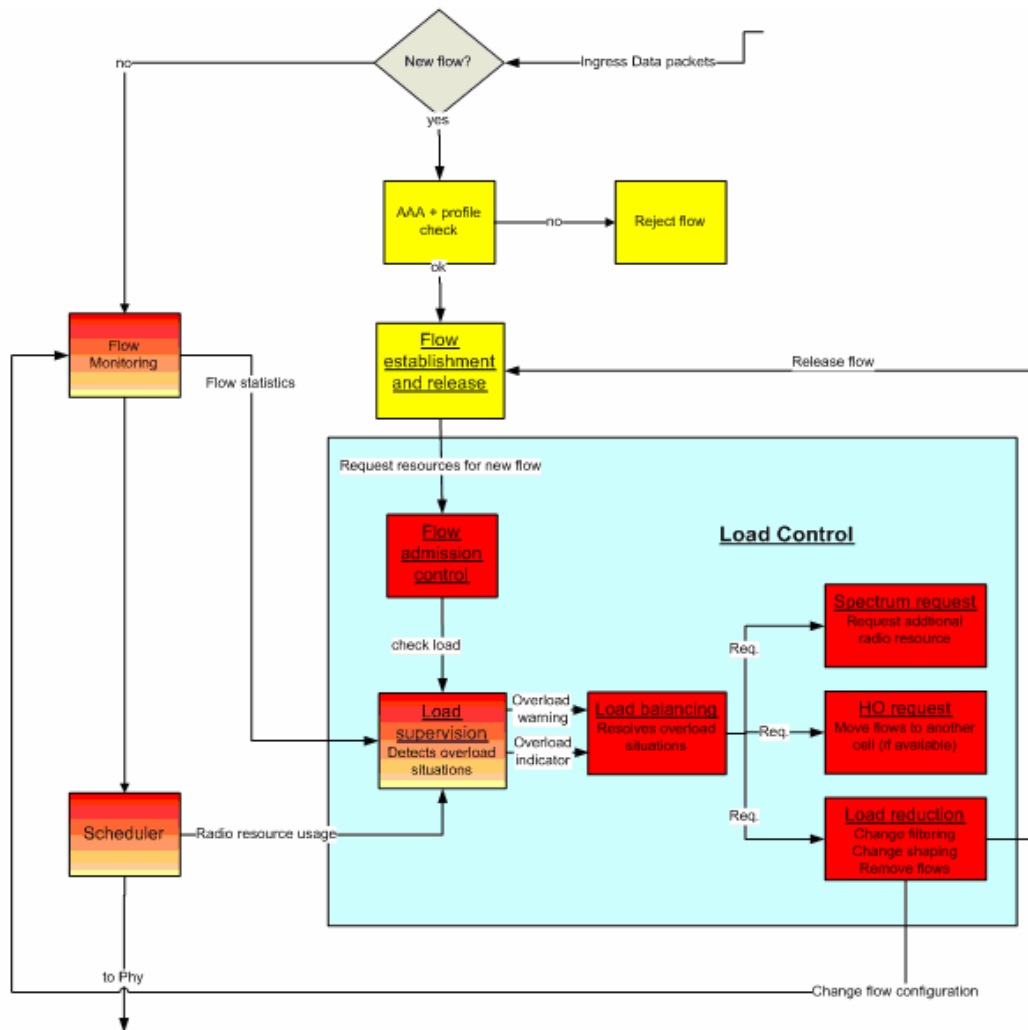 no
New flow?
Ingress Data packets
yes
AAA + profile
check
no
Reject flow
ok
Flow
Monitoring
Flow statistics
Flow
establishment
and release
Release flow
Request resources for new flow
Flow
admission
control
Load Control
check load
Spectrum request
Request addtional
radio resource
Req.
Load
supervision
Detects overload
situations
Overload
warning
Overload
indicator
Load balancing
Resolves overload
situations
Req.
HO request
Move flows to another
cell (if available)
Req.
Load reduction
Change filtering
Change shaping
Remove flows
Scheduler
Radio resource usage
to Phy
Change flow configuration